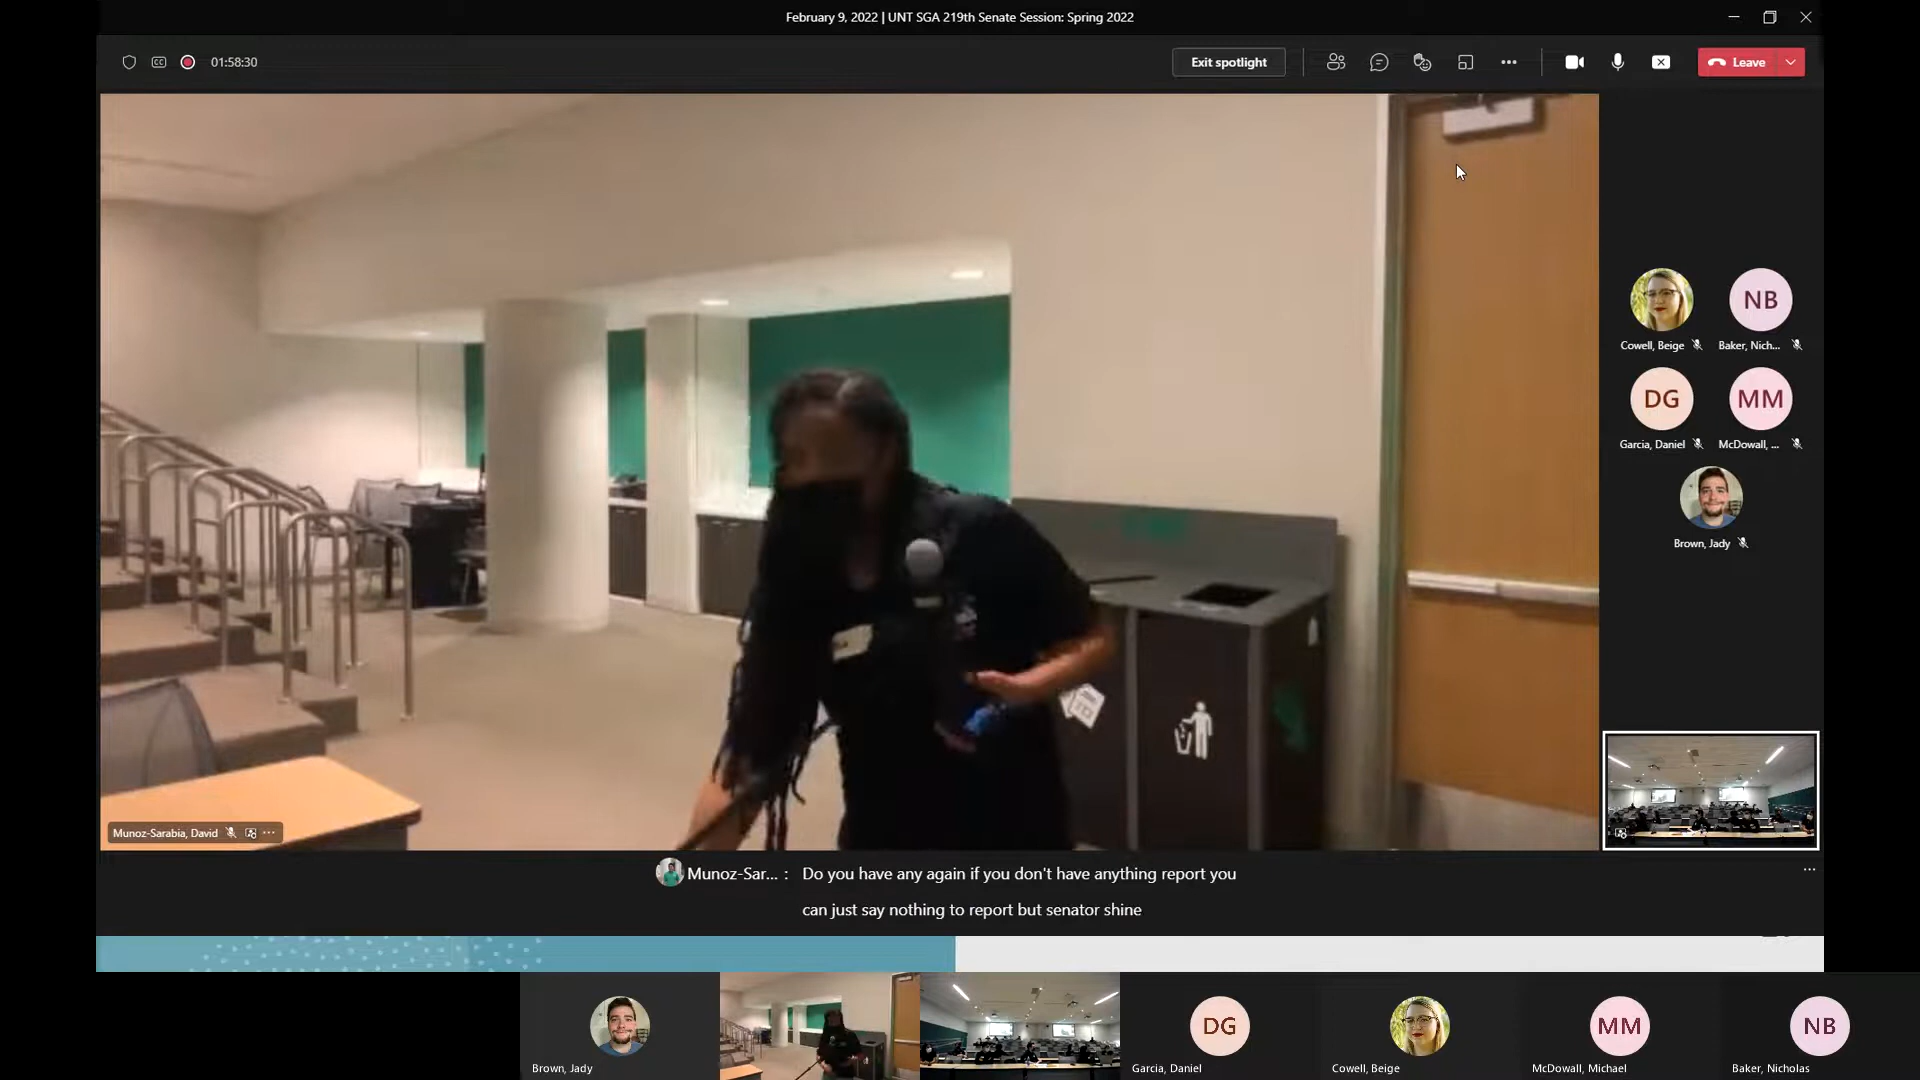 February 9, 2022 | UNT SGA 219th Senate Session: Spring 2022
CC
01:58:30
Exit spotlight
Leave
Cowell, Beige
NB
Baker, Nich...
DG
Garcia, Daniel
MM
McDowall, ...
Brown, Jady
Munoz-Sarabia, David
Munoz-Sar... : Do you have any again if you don't have anything report you
can just say nothing to report but senator shine
Brown, Jady
DG
Garcia, Daniel
Cowell, Beige
MM
McDowall, Michael
NB
Baker, Nicholas